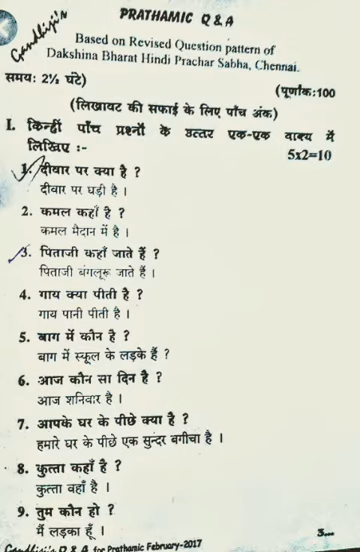 Gandhiji's
PRATHAMIC Q & A
Based on Revised Question pattern of
Dakshina Bharat Hindi Prachar Sabha, Chennai.
समय: 2½ घंटे)
(पूर्णांक:100
(लिखावट की सफाई के लिए पाँच अंक)
I. किन्हीं पाँच प्रश्नों के उत्तर एक-एक वाक्य में
लिखिए :-
5x2=10
1. दीवार पर क्या है ?
दीवार पर घड़ी है ।
2. कमल कहाँ है ?
कमल मैदान में है ।
3. पिताजी कहाँ जाते हैं ?
पिताजी बंगलूरू जाते हैं ।
4. गाय क्या पीती है ?
गाय पानी पीती है ।
5. बाग में कौन है ?
बाग में स्कूल के लड़के हैं ?
6. आज कौन सा दिन है ?
आज शनिवार है ।
7. आपके घर के पीछे क्या है ?
हमारे घर के पीछे एक सुन्दर बगीचा है ।
8. कुत्ता कहाँ है ?
कुत्ता वहाँ है ।
9. तुम कौन हो ?
मैं लड़का हूँ ।
3...
Gandhiji's Q & A for Prathamic February-2017